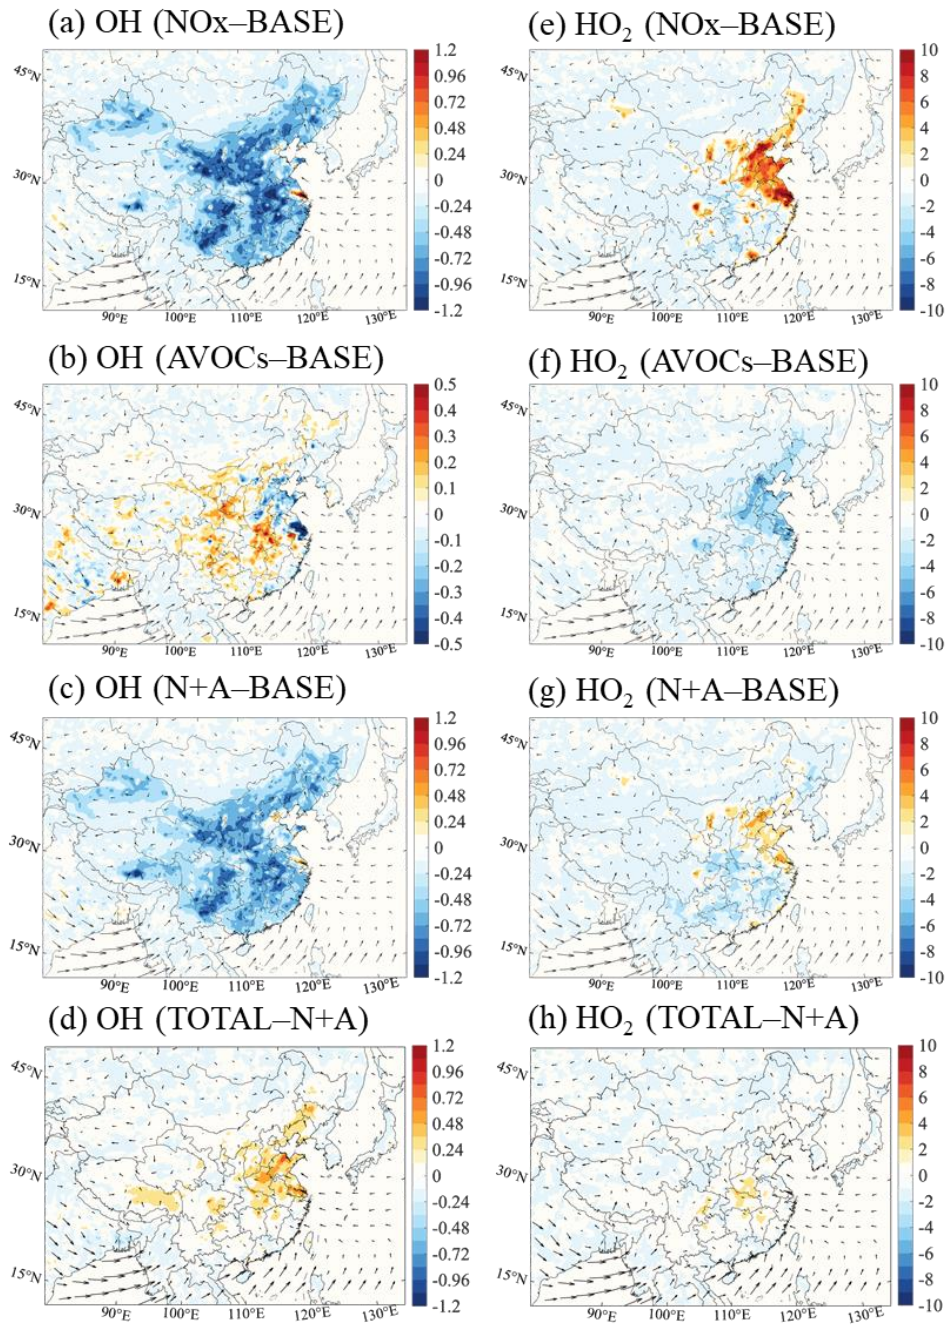 (a) OH (NOx–BASE)
45°N
30°N
15°N
90°E 100°E 110°E 120°E 130°E
1.2
0.96
0.72
0.48
0.24
0
-0.24
-0.48
-0.72
-0.96
-1.2
(e) HO₂ (NOx–BASE)
45°N
30°N
15°N
90°E 100°E 110°E 120°E 130°E
10
8
6
4
2
0
-2
-4
-6
-8
-10
(b) OH (AVOCs–BASE)
45°N
30°N
15°N
90°E 100°E 110°E 120°E 130°E
0.5
0.4
0.3
0.2
0.1
0
-0.1
-0.2
-0.3
-0.4
-0.5
(f) HO₂ (AVOCs–BASE)
45°N
30°N
15°N
90°E 100°E 110°E 120°E 130°E
10
8
6
4
2
0
-2
-4
-6
-8
-10
(c) OH (N+A–BASE)
45°N
30°N
15°N
90°E 100°E 110°E 120°E 130°E
1.2
0.96
0.72
0.48
0.24
0
-0.24
-0.48
-0.72
-0.96
-1.2
(g) HO₂ (N+A–BASE)
45°N
30°N
15°N
90°E 100°E 110°E 120°E 130°E
10
8
6
4
2
0
-2
-4
-6
-8
-10
(d) OH (TOTAL–N+A)
45°N
30°N
15°N
90°E 100°E 110°E 120°E 130°E
1.2
0.96
0.72
0.48
0.24
0
-0.24
-0.48
-0.72
-0.96
-1.2
(h) HO₂ (TOTAL–N+A)
45°N
30°N
15°N
90°E 100°E 110°E 120°E 130°E
10
8
6
4
2
0
-2
-4
-6
-8
-10